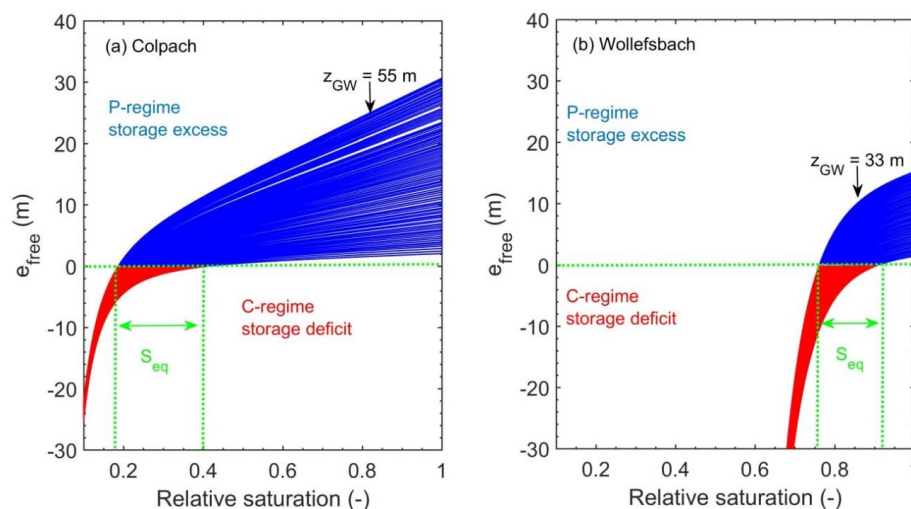 (a) Colpach
z_GW = 55 m
P-regime
storage excess
C-regime
storage deficit
S_eq
e_free (m)
40
30
20
10
0
-10
-20
-30
0.2
0.4
0.6
0.8
1
Relative saturation (-)
(b) Wollefsbach
P-regime
storage excess
z_GW = 33 m
C-regime
storage deficit
S_eq
e_free (m)
40
30
20
10
0
-10
-20
-30
0.2
0.4
0.6
0.8
1
Relative saturation (-)